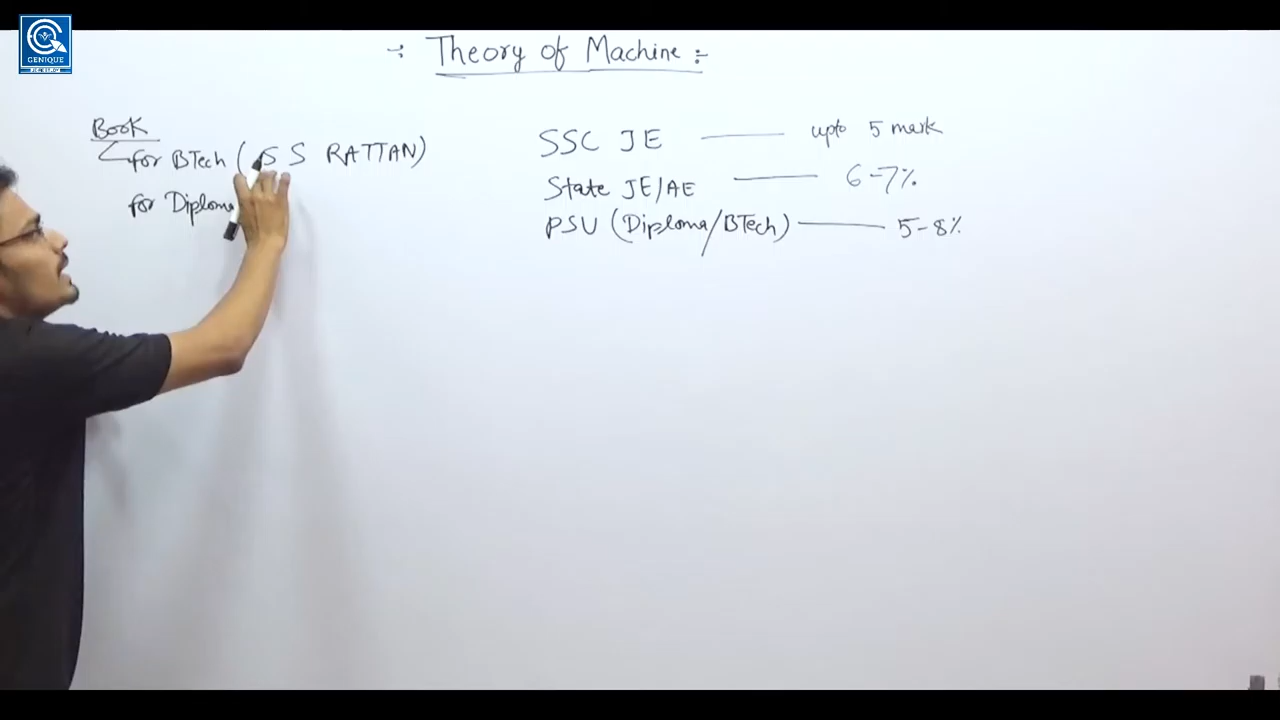 GENIQUE
-: Theory of Machine :-
Book
for BTech ( S S RATTAN)
for Diploma
SSC JE — upto 5 mark
State JE/AE — 6-7%
PSU (Diploma/BTech) — 5-8%